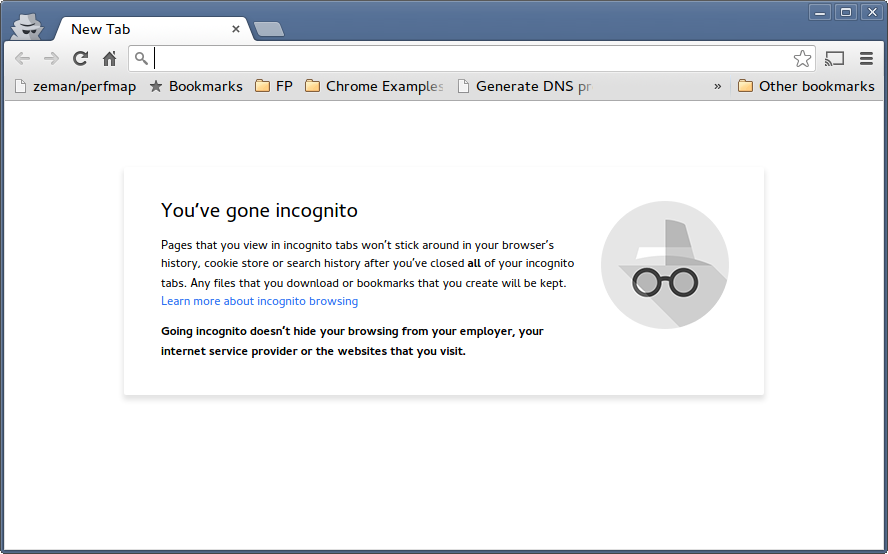 New Tab
zeman/perfmap Bookmarks FP Chrome Examples Generate DNS » Other bookmarks
You’ve gone incognito
Pages that you view in incognito tabs won’t stick around in your browser’s
history, cookie store or search history after you’ve closed all of your incognito
tabs. Any files that you download or bookmarks that you create will be kept.
Learn more about incognito browsing
Going incognito doesn’t hide your browsing from your employer, your
internet service provider or the websites that you visit.